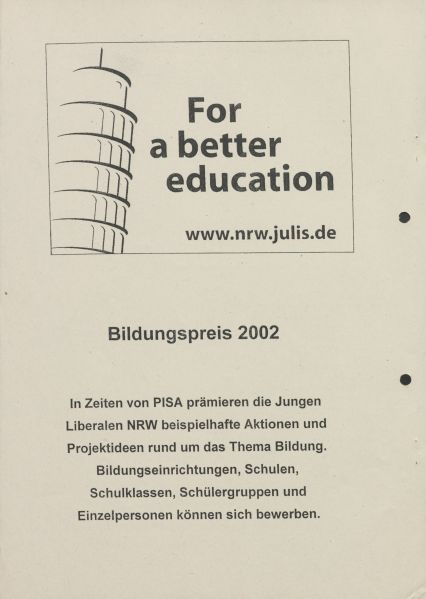 For
a better
education
www.nrw.julis.de
Bildungspreis 2002
In Zeiten von PISA prämieren die Jungen
Liberalen NRW beispielhafte Aktionen und
Projektideen rund um das Thema Bildung.
Bildungseinrichtungen, Schulen,
Schulklassen, Schülergruppen und
Einzelpersonen können sich bewerben.